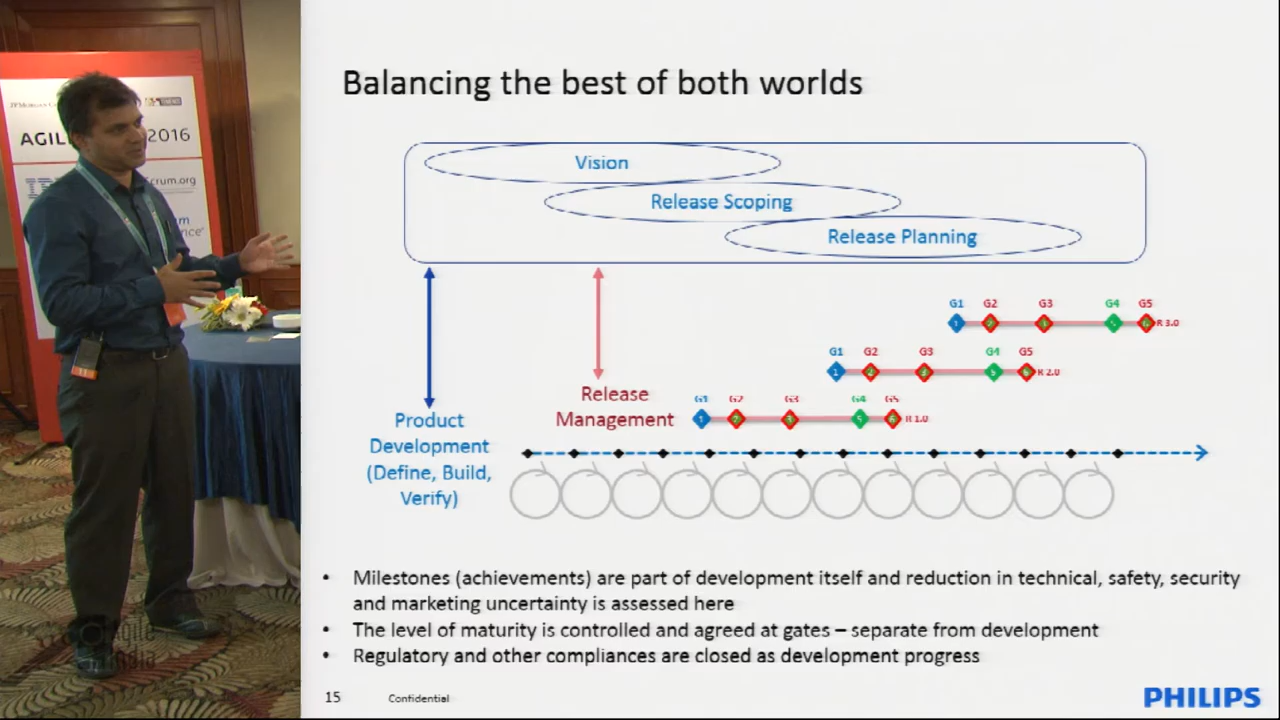 AGIL
2016
Scrum.org
Balancing the best of both worlds
Vision
Release Scoping
Release Planning
G1 G2 G3 G4 G5
R 3.0
G1 G2 G3 G4 G5
R 2.0
Release
Management
G1 G2 G3 G4 G5
R 1.0
Product
Development
(Define, Build,
Verify)
• Milestones (achievements) are part of development itself and reduction in technical, safety, security
and marketing uncertainty is assessed here
• The level of maturity is controlled and agreed at gates – separate from development
• Regulatory and other compliances are closed as development progress
15 Confidential
PHILIPS
Agile
India